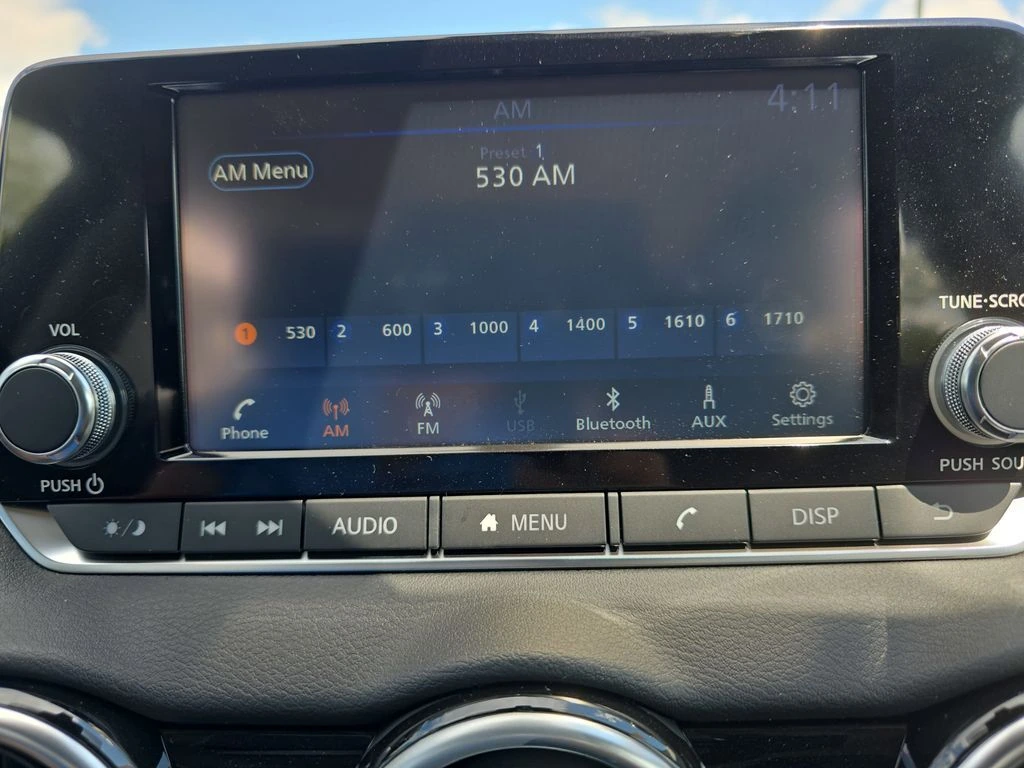 AM 4:11
Preset 1
AM Menu 530 AM
1 530 2 600 3 1000 4 1400 5 1610 6 1710
Phone AM FM USB Bluetooth AUX Settings
VOL
PUSH
TUNE·SCRO
PUSH SOU
AUDIO MENU DISP